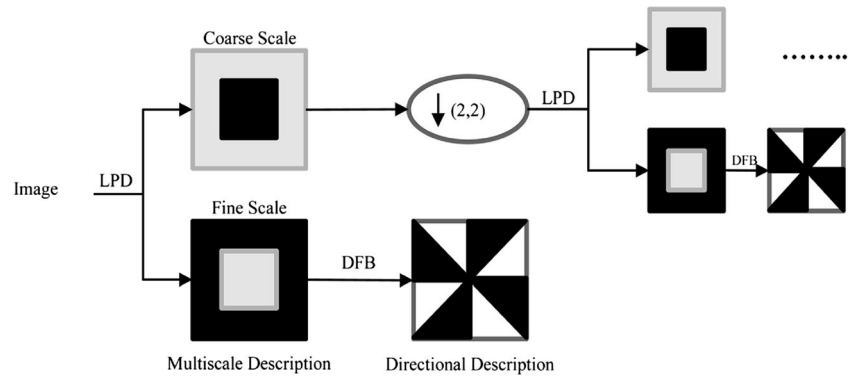 Coarse Scale
(2,2)
LPD
LPD
Image
DFB
Fine Scale
DFB
Multiscale Description
Directional Description